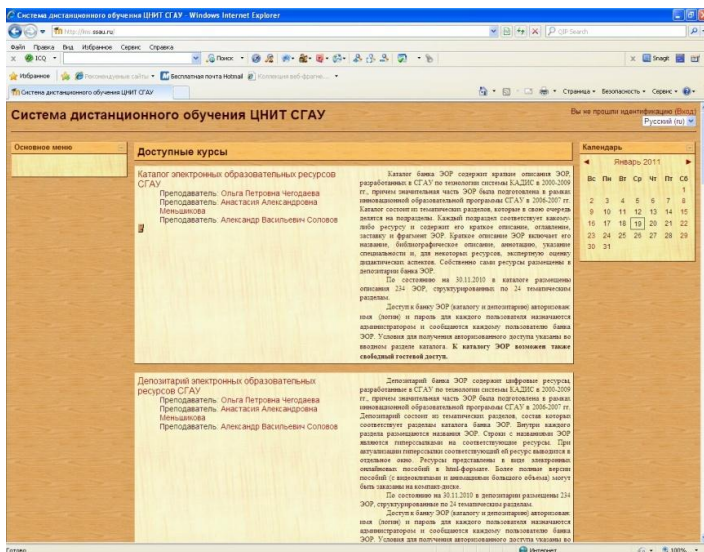 Система дистанционного обучения ЦНИТ СГАУ - Windows Internet Explorer
ssau.ru/
QIP Search
Файл Правка Вид Избранное Сервис Справка
ICQ
Поиск
Snagit
Избранное
Рекомендуемые сайты
Бесплатная почта Hotmail
Коллекция веб-фрагме...
Система дистанционного обучения ЦНИТ СГАУ
Страница Безопасность Сервис
Система дистанционного обучения ЦНИТ СГАУ
Вы не прошли идентификацию (Вход)
Русский (ru)
Основное меню
Доступные курсы
Каталог электронных образовательных ресурсов
СГАУ
Преподаватель: Ольга Петровна Чегодаева
Преподаватель: Анастасия Александровна
Меньшикова
Преподаватель: Александр Васильевич Соловов
Каталог банка ЭОР содержит краткие описания ЭОР,
разработанных в СГАУ по технологии системы КАДИС в 2000-2009
гг., причем значительная часть ЭОР была подготовлена в рамках
инновационной образовательной программы СГАУ в 2006-2007 гг.
Каталог состоит из тематических разделов, которые в свою очередь
делятся на подразделы. Каждый подраздел соответствует какому-
либо ресурсу и содержит его краткое описание, оглавление,
заставку и фрагмент ЭОР. Краткое описание ЭОР включает его
название, библиографическое описание, аннотацию, указание
специальности и, для некоторых ресурсов, экспертную оценку
дидактических аспектов. Собственно сами ресурсы размещены в
депозитарии банка ЭОР.
По состоянию на 30.11.2010 в каталоге размещены
описания 234 ЭОР, структурированных по 24 тематическим
разделам.
Доступ к банку ЭОР (каталогу и депозитарию) авторизован:
имя (логин) и пароль для каждого пользователя назначаются
администратором и сообщаются каждому пользователю банка
ЭОР. Условия для получения авторизованного доступа указаны во
вводном разделе каталога. К каталогу ЭОР возможен также
свободный гостевой доступ.
Депозитарий электронных образовательных
ресурсов СГАУ
Преподаватель: Ольга Петровна Чегодаева
Преподаватель: Анастасия Александровна
Меньшикова
Преподаватель: Александр Васильевич Соловов
Депозитарий банка ЭОР содержит цифровые ресурсы,
разработанные в СГАУ по технологии системы КАДИС в 2000-2009
гг., причем значительная часть ЭОР была подготовлена в рамках
инновационной образовательной программы СГАУ в 2006-2007 гг.
Депозитарий состоит из тематических разделов, состав которых
соответствует разделам каталога банка ЭОР. Внутри каждого
раздела размещаются названия ЭОР. Строки с названиями ЭОР
являются гиперссылками на соответствующие ресурсы. При
актуализации гиперссылки соответствующий ей ресурс выводится в
отдельное окно. Ресурсы представлены в виде электронных
онлайновых пособий в html-формате. Более полные версии
пособий (с видеоклипами и анимациями большого объема) могут
быть заказаны на компакт-диске.
По состоянию на 30.11.2010 в депозитарии размещены 234
ЭОР, структурированные по 24 тематическим разделам.
Доступ к банку ЭОР (каталогу и депозитарию) авторизован:
имя (логин) и пароль для каждого пользователя назначаются
администратором и сообщаются каждому пользователю банка
ЭОР. Условия для получения авторизованного доступа указаны во
Календарь
Январь 2011
Вс Пн Вт Ср Чт Пт Сб
1
2 3 4 5 6 7 8
9 10 11 12 13 14 15
16 17 18 19 20 21 22
23 24 25 26 27 28 29
30 31
Готово
Интернет
100%